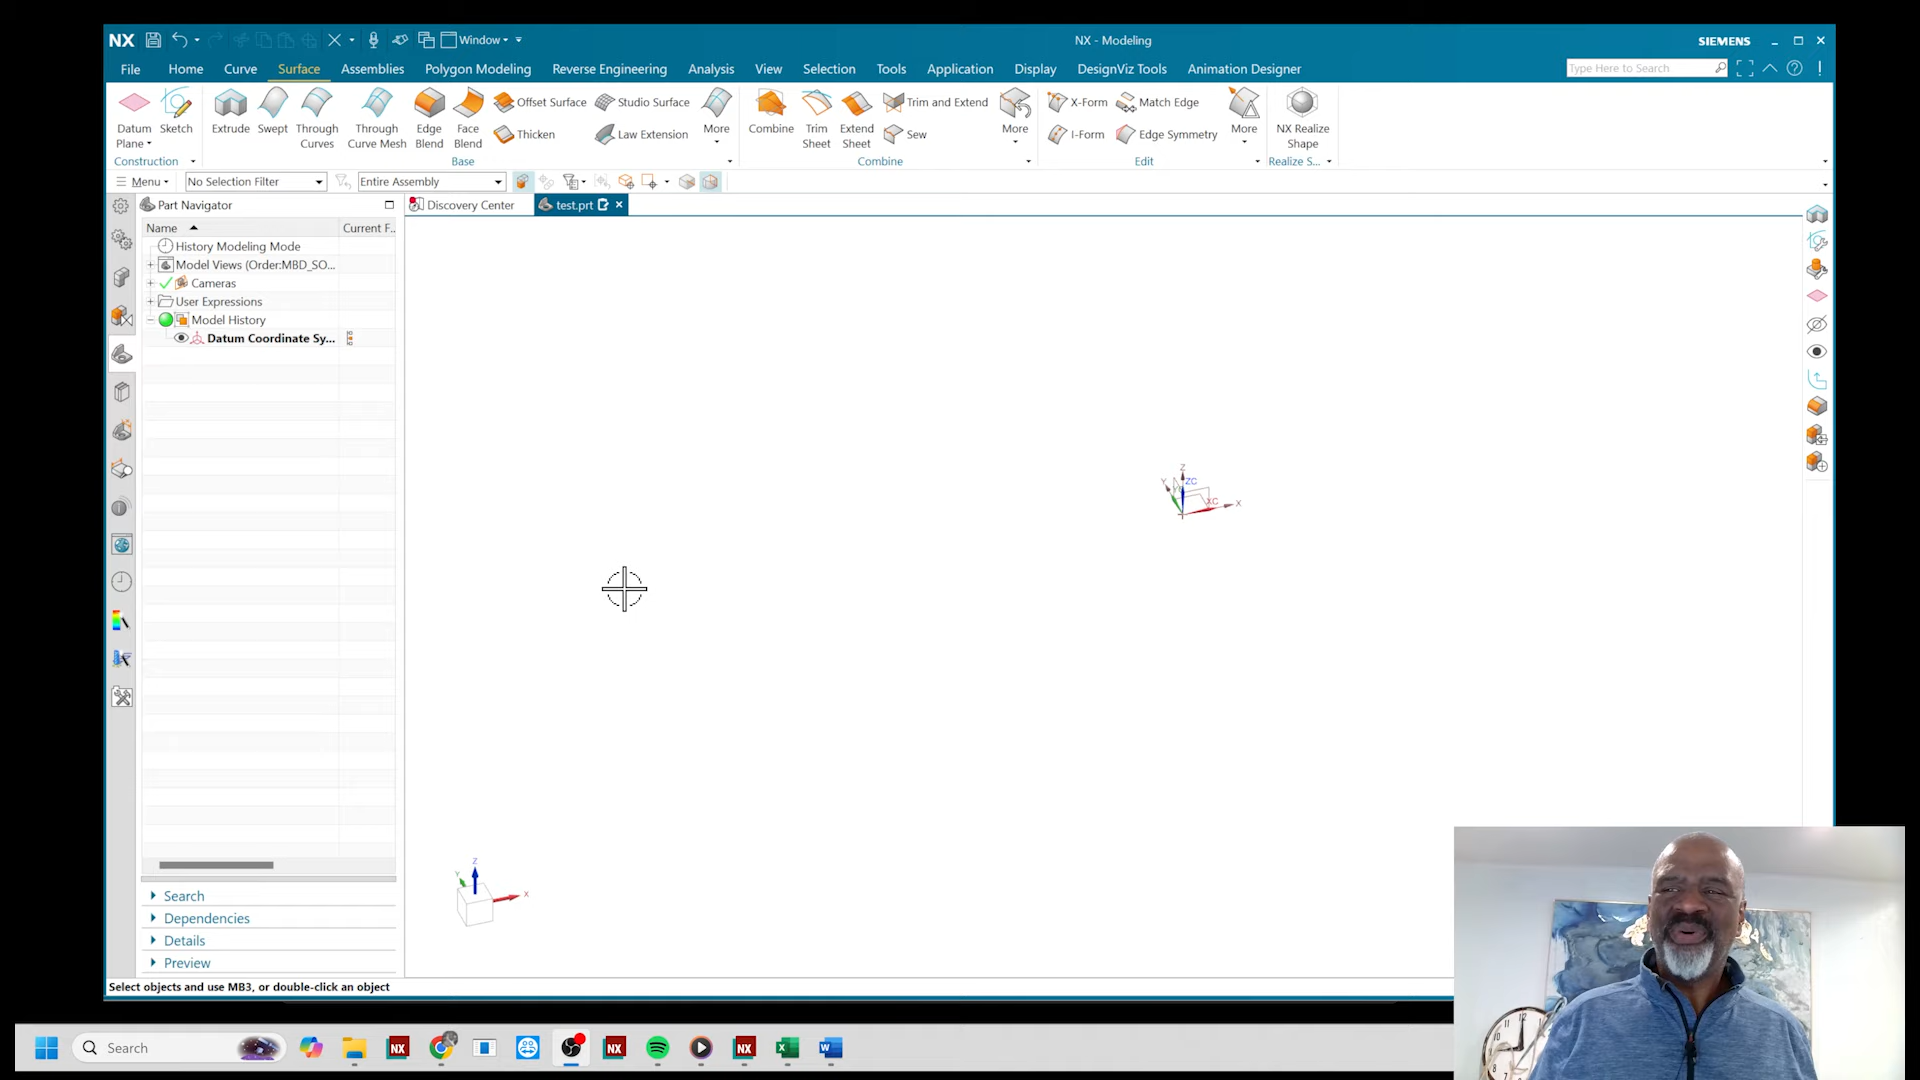 NX Window NX - Modeling SIEMENS
File Home Curve Surface Assemblies Polygon Modeling Reverse Engineering Analysis View Selection Tools Application Display DesignViz Tools Animation Designer Type Here to Search
Datum Plane Sketch Extrude Swept Through Curves Through Curve Mesh Edge Blend Face Blend Offset Surface Thicken Studio Surface Law Extension More Combine Trim Sheet Extend Sheet Trim and Extend Sew More X-Form I-Form Match Edge Edge Symmetry More NX Realize Shape
Construction Base Combine Edit Realize S...
Menu No Selection Filter Entire Assembly
Part Navigator Discovery Center test.prt
Name Current F...
History Modeling Mode
Model Views (Order:MBD_SO...
Cameras
User Expressions
Model History
Datum Coordinate Sy...
Z
Y ZC
XC X
Z
Y
X
Search
Dependencies
Details
Preview
Select objects and use MB3, or double-click an object
Search NX NX NX